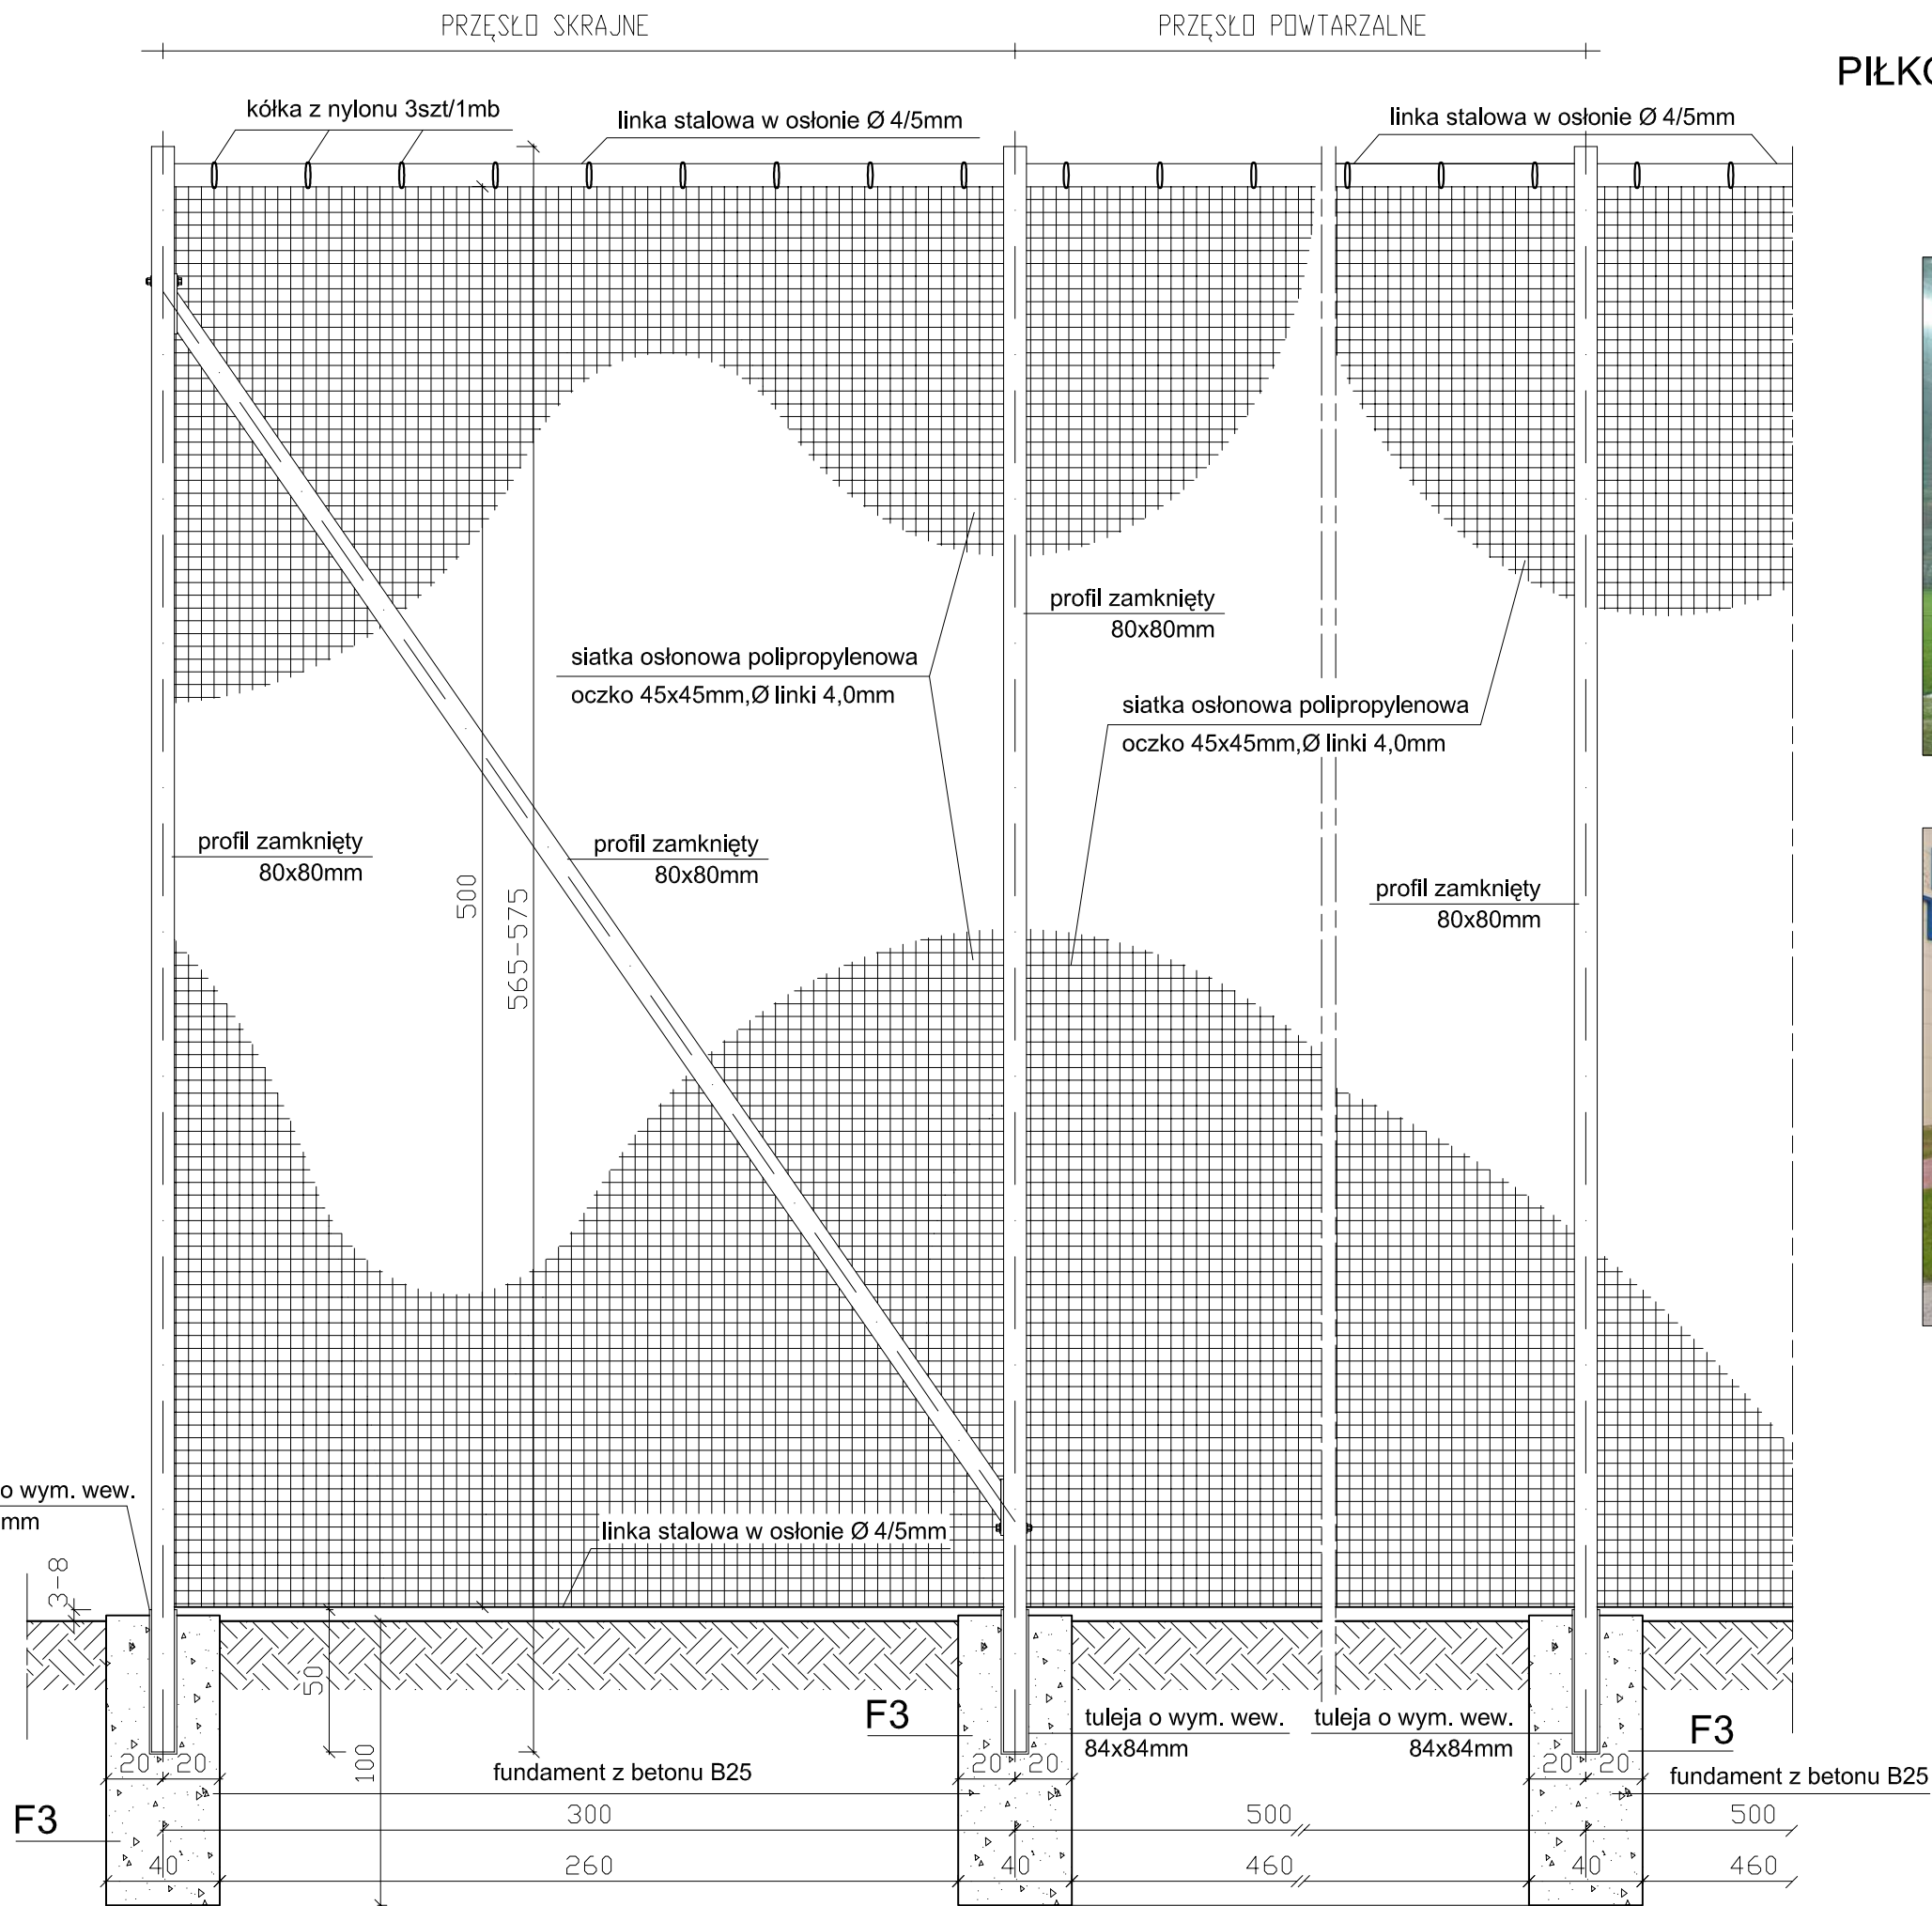 PRZĘSŁO SKRAJNE
PRZĘSŁO POWTARZALNE
PIŁKO
kółka z nylonu 3szt/1mb
linka stalowa w osłonie Ø 4/5mm
linka stalowa w osłonie Ø 4/5mm
profil zamknięty
80x80mm
siatka osłonowa polipropylenowa
oczko 45x45mm,Ø linki 4,0mm
siatka osłonowa polipropylenowa
oczko 45x45mm,Ø linki 4,0mm
profil zamknięty
80x80mm
profil zamknięty
80x80mm
profil zamknięty
80x80mm
500
565-575
o wym. wew.
mm
linka stalowa w osłonie Ø 4/5mm
3-8
50
100
F3
tuleja o wym. wew.
84x84mm
tuleja o wym. wew.
84x84mm
F3
20 20
20 20
20 20
fundament z betonu B25
fundament z betonu B25
F3
300
500
500
40
260
40
460
40
460